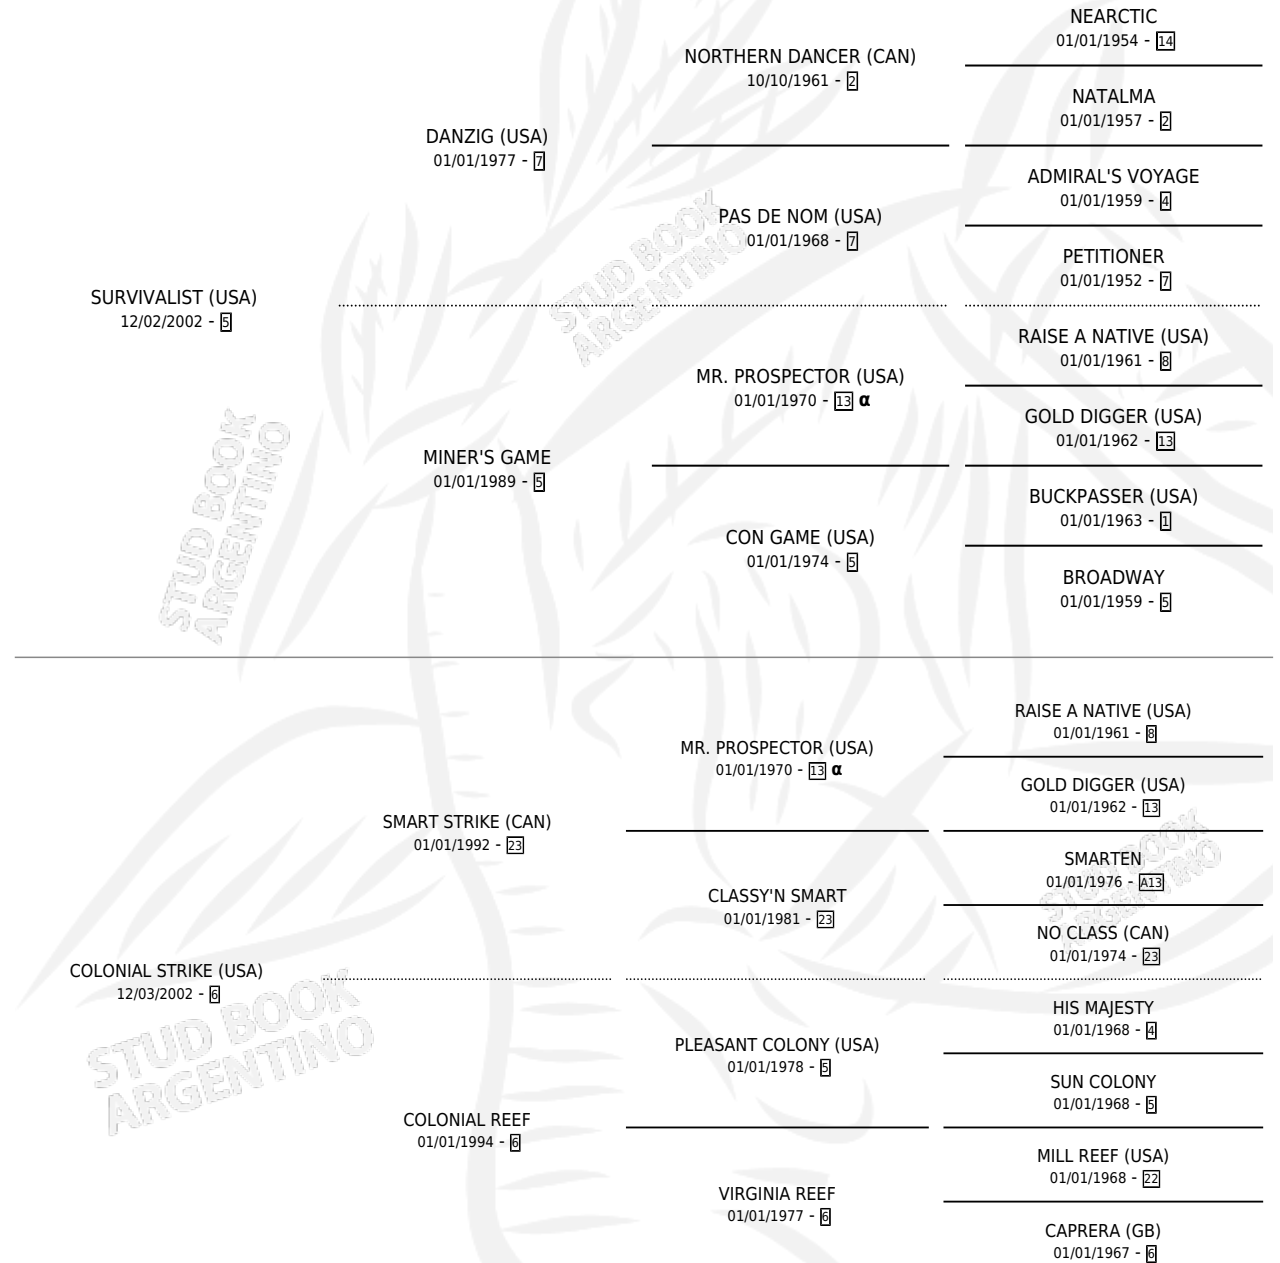 NEARCTIC
01/01/1954 - 14
NORTHERN DANCER (CAN)
10/10/1961 - 2
NATALMA
01/01/1957 - 2
DANZIG (USA)
01/01/1977 - 7
ADMIRAL'S VOYAGE
01/01/1959 - 4
PAS DE NOM (USA)
01/01/1968 - 7
PETITIONER
01/01/1952 - 7
SURVIVALIST (USA)
12/02/2002 - 5
RAISE A NATIVE (USA)
01/01/1961 - 8
MR. PROSPECTOR (USA)
01/01/1970 - 13 α
GOLD DIGGER (USA)
01/01/1962 - 13
MINER'S GAME
01/01/1989 - 5
BUCKPASSER (USA)
01/01/1963 - 1
CON GAME (USA)
01/01/1974 - 5
BROADWAY
01/01/1959 - 5
RAISE A NATIVE (USA)
01/01/1961 - 8
MR. PROSPECTOR (USA)
01/01/1970 - 13 α
GOLD DIGGER (USA)
01/01/1962 - 13
SMART STRIKE (CAN)
01/01/1992 - 23
SMARTEN
01/01/1976 - A13
CLASSY'N SMART
01/01/1981 - 23
NO CLASS (CAN)
01/01/1974 - 23
COLONIAL STRIKE (USA)
12/03/2002 - 6
HIS MAJESTY
01/01/1968 - 4
PLEASANT COLONY (USA)
01/01/1978 - 5
SUN COLONY
01/01/1968 - 5
COLONIAL REEF
01/01/1994 - 6
MILL REEF (USA)
01/01/1968 - 22
VIRGINIA REEF
01/01/1977 - 6
CAPRERA (GB)
01/01/1967 - 6
STUD BOOK
ARGENTINO
STUD BOOK
ARGENTINO
STUD BOOK
ARGENTINO
STUD BOOK
ARGENTINO